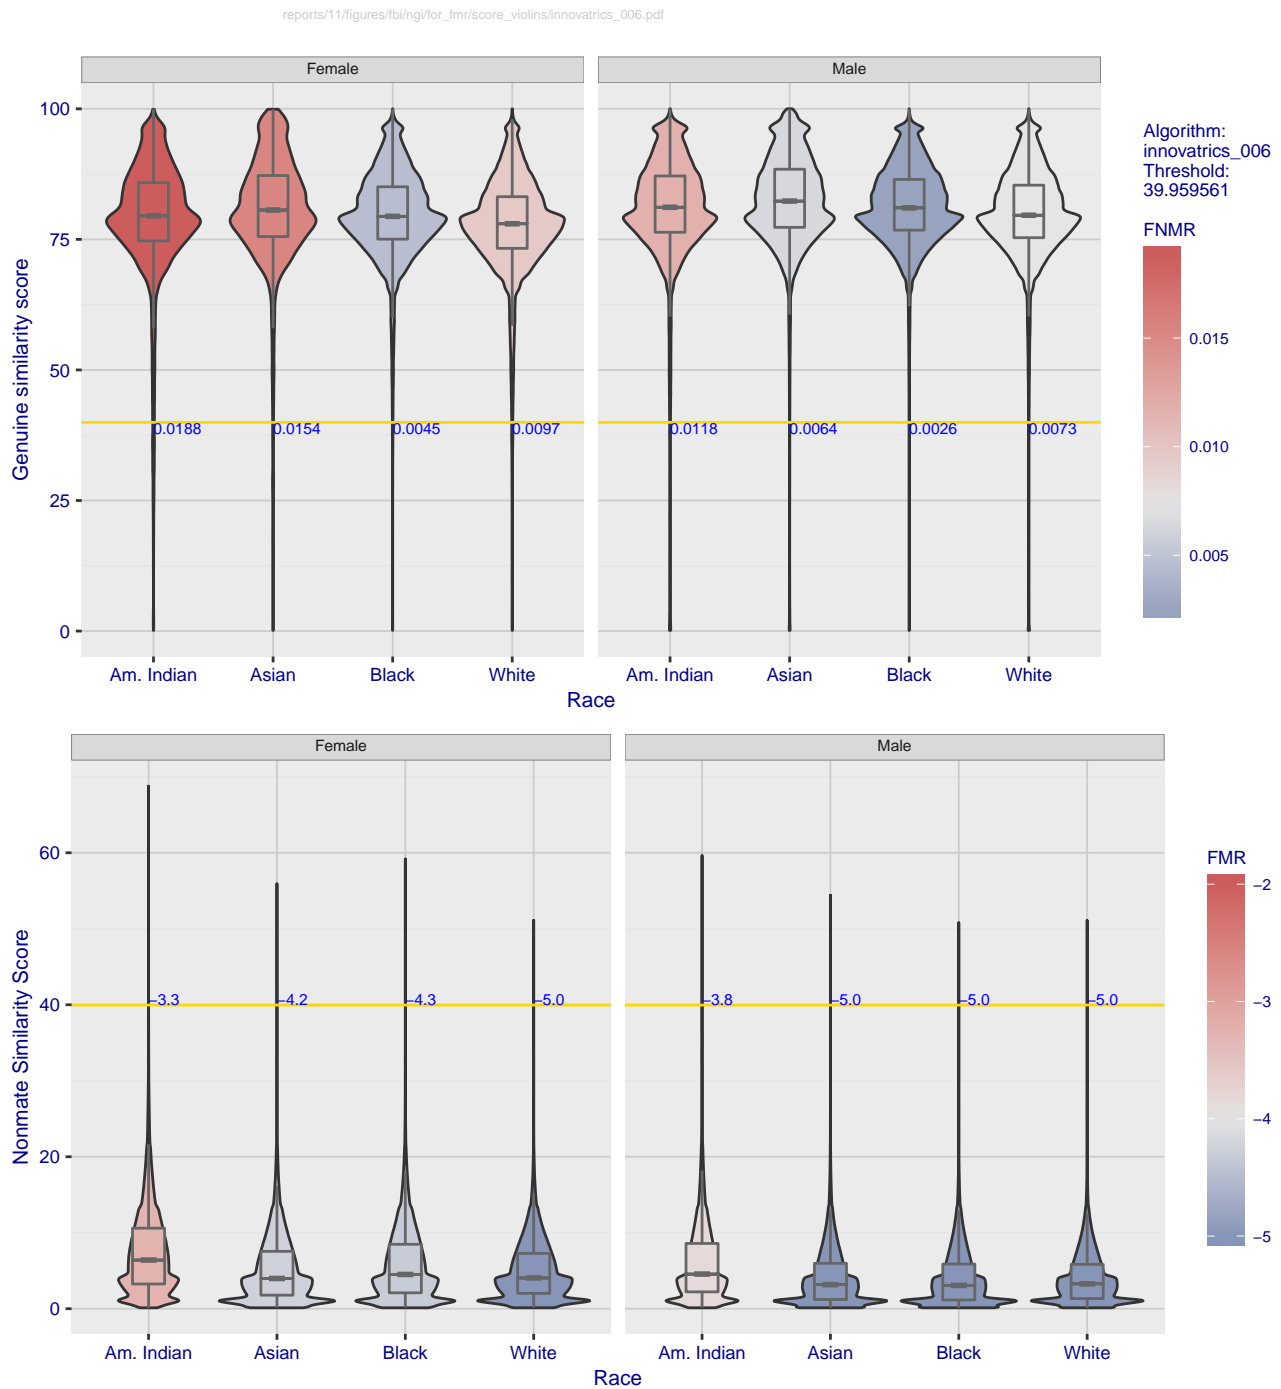 reports/11/figures/fbi/ngi/for_fmr/score_violins/innovatrics_006.pdf
Female
Male
Genuine similarity score
100
75
50
25
0
0.0188
0.0154
0.0045
0.0097
0.0118
0.0064
0.0026
0.0073
Am. Indian
Asian
Black
White
Am. Indian
Asian
Black
White
Race
Algorithm:
innovatrics_006
Threshold:
39.959561
FNMR
0.015
0.010
0.005
Female
Male
Nonmate Similarity Score
60
40
20
0
−3.3
−4.2
−4.3
−5.0
−3.8
−5.0
−5.0
−5.0
Am. Indian
Asian
Black
White
Am. Indian
Asian
Black
White
Race
FMR
−2
−3
−4
−5